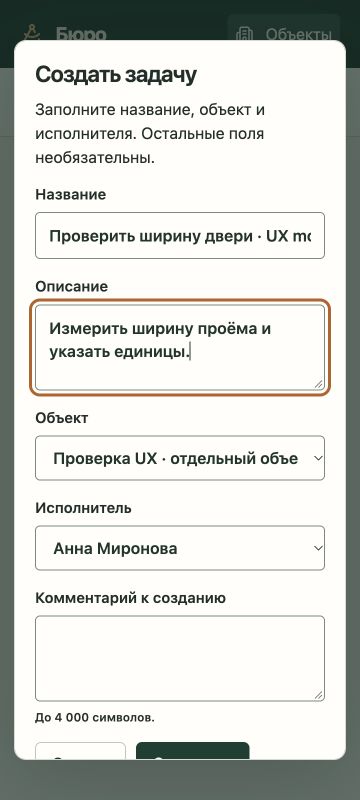 Бюро
Объекты
Создать задачу
Заполните название, объект и
исполнителя. Остальные поля
необязательны.
Название
Проверить ширину двери · UX
Описание
Измерить ширину проёма и
указать единицы.
Объект
Проверка UX · отдельный объе
Исполнитель
Анна Миронова
Комментарий к созданию
До 4 000 символов.